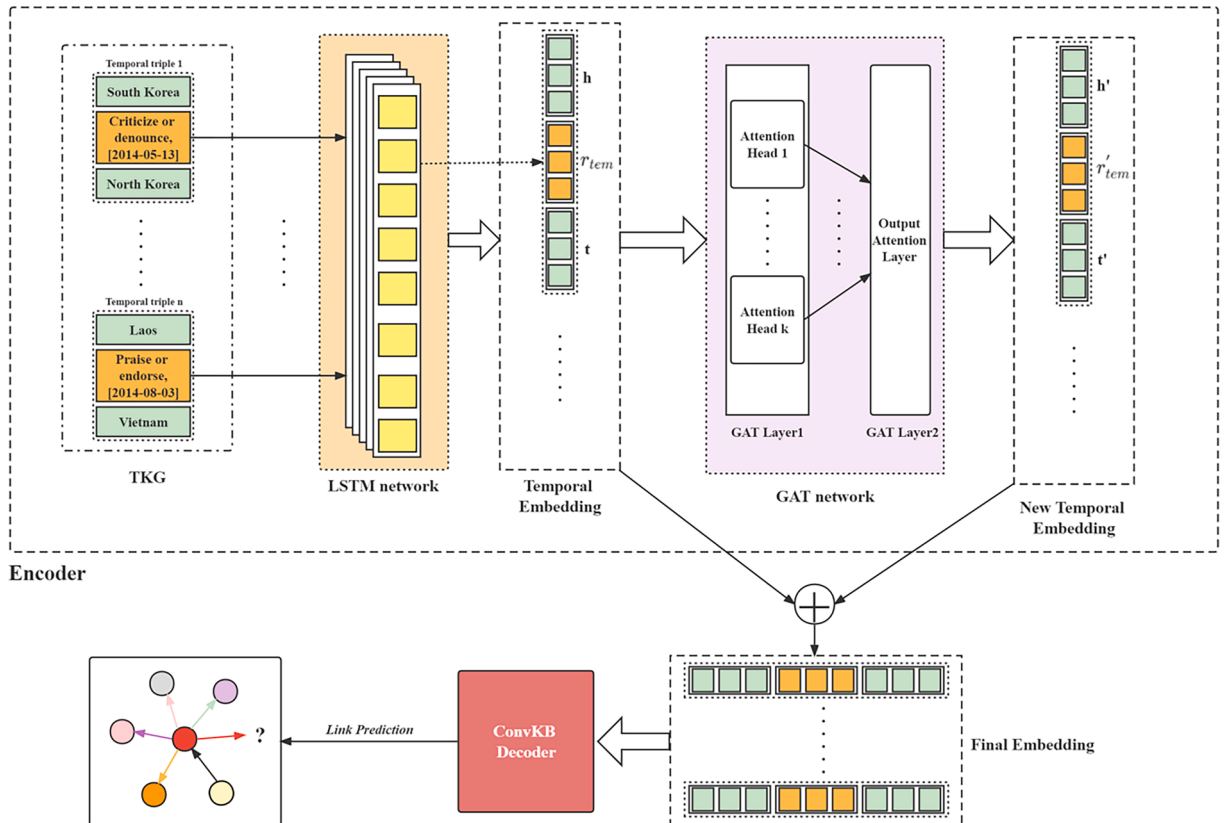 Temporal triple 1
South Korea
Criticize or
denounce,
[2014-05-13]
North Korea
Temporal triple n
Laos
Praise or
endorse,
[2014-08-03]
Vietnam
TKG
LSTM network
h
r_tem
t
Temporal
Embedding
Attention
Head 1
Attention
Head k
GAT Layer1
Output
Attention
Layer
GAT Layer2
GAT network
h'
r'_tem
t'
New Temporal
Embedding
Encoder
?
Link Prediction
ConvKB
Decoder
Final Embedding